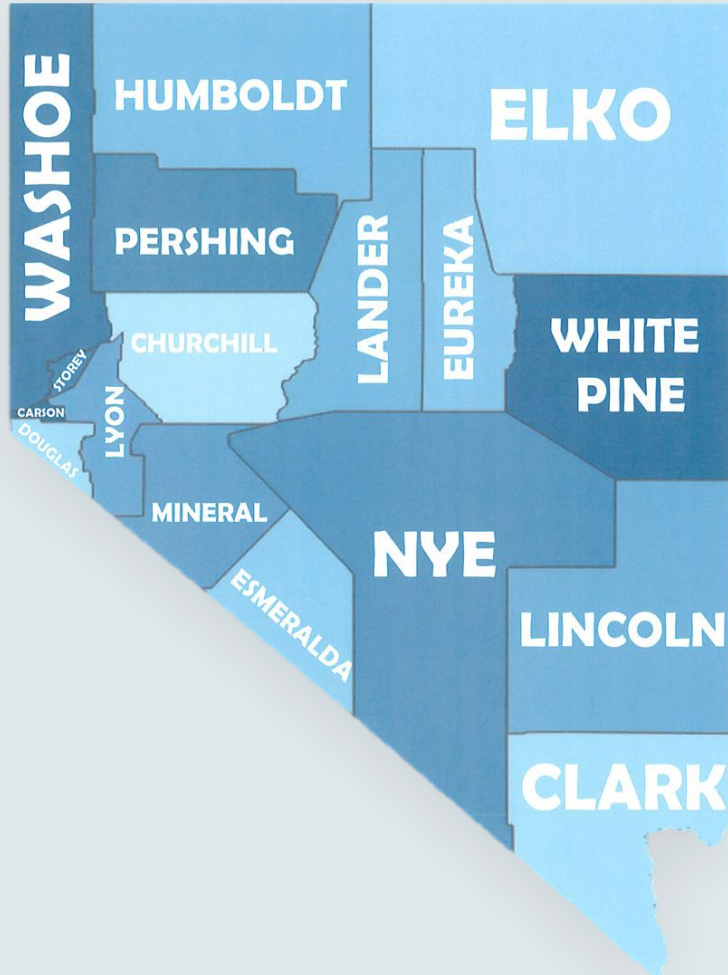 WASHOE
HUMBOLDT
ELKO
PERSHING
LANDER
EUREKA
CHURCHILL
WHITE
PINE
STOREY
CARSON
LYON
DOUGLAS
MINERAL
NYE
ESMERALDA
LINCOLN
CLARK